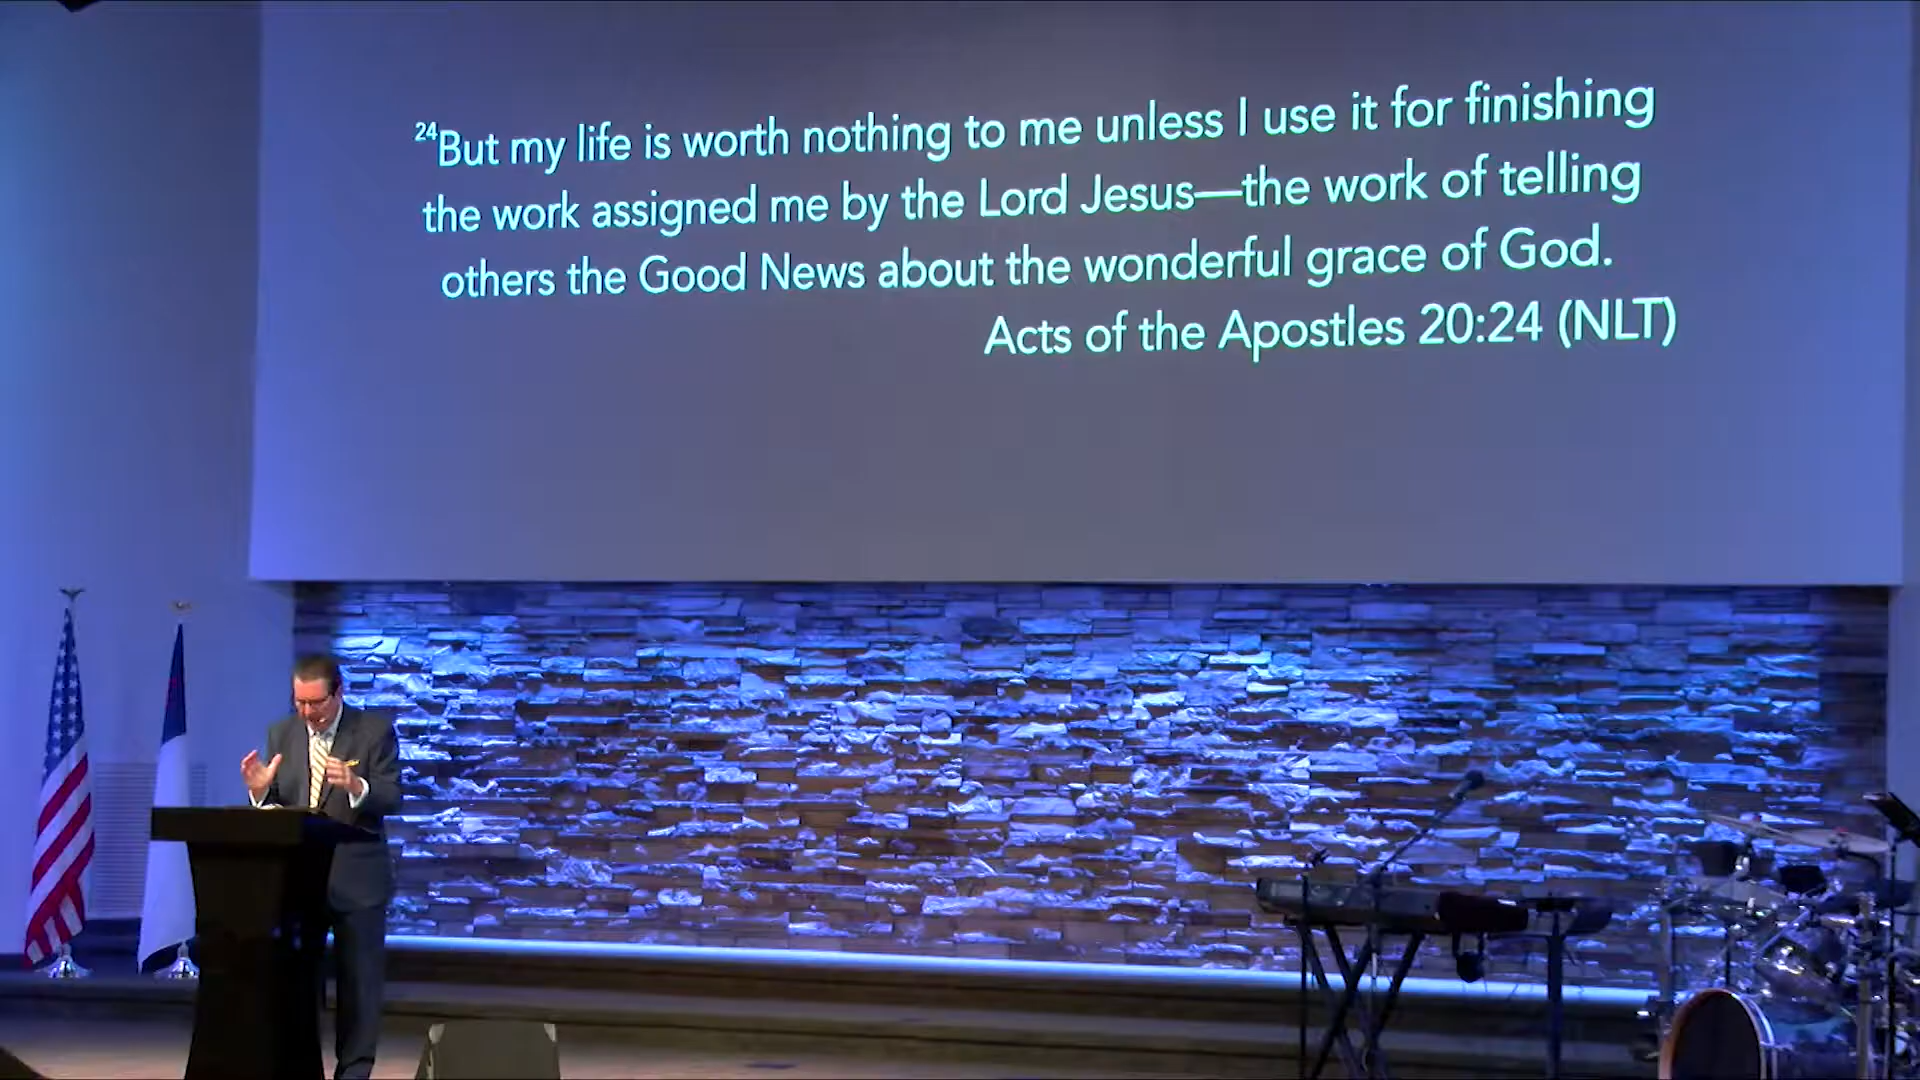 24But my life is worth nothing to me unless I use it for finishing
the work assigned me by the Lord Jesus—the work of telling
others the Good News about the wonderful grace of God.
Acts of the Apostles 20:24 (NLT)